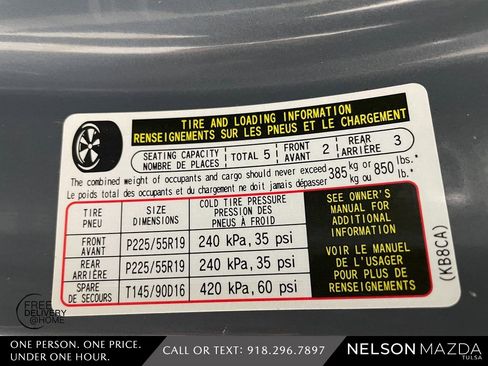 TIRE AND LOADING INFORMATION
RENSEIGNEMENTS SUR LES PNEUS ET LE CHARGEMENT
SEATING CAPACITY
NOMBRE DE PLACES
TOTAL 5
FRONT
AVANT 2
REAR
ARRIÈRE 3
The combined weight of occupants and cargo should never exceed 385 kg or 850 lbs.
Le poids total des occupants et du chargement ne doit jamais dépasser 385 kg ou 850 lb.
TIRE
PNEU
SIZE
DIMENSIONS
COLD TIRE PRESSURE
PRESSION DES
PNEUS À FROID
FRONT
AVANT
P225/55R19
240 kPa, 35 psi
REAR
ARRIÈRE
P225/55R19
240 kPa, 35 psi
SPARE
DE SECOURS
T145/90D16
420 kPa, 60 psi
SEE OWNER'S
MANUAL FOR
ADDITIONAL
INFORMATION
VOIR LE MANUEL
DE L'USAGER
POUR PLUS DE
RENSEIGNEMENTS
(KB8CA)
FREE
DELIVERY
@HOME
ONE PERSON. ONE PRICE.
UNDER ONE HOUR.
CALL OR TEXT: 918.296.7897
NELSON MAZDA
TULSA